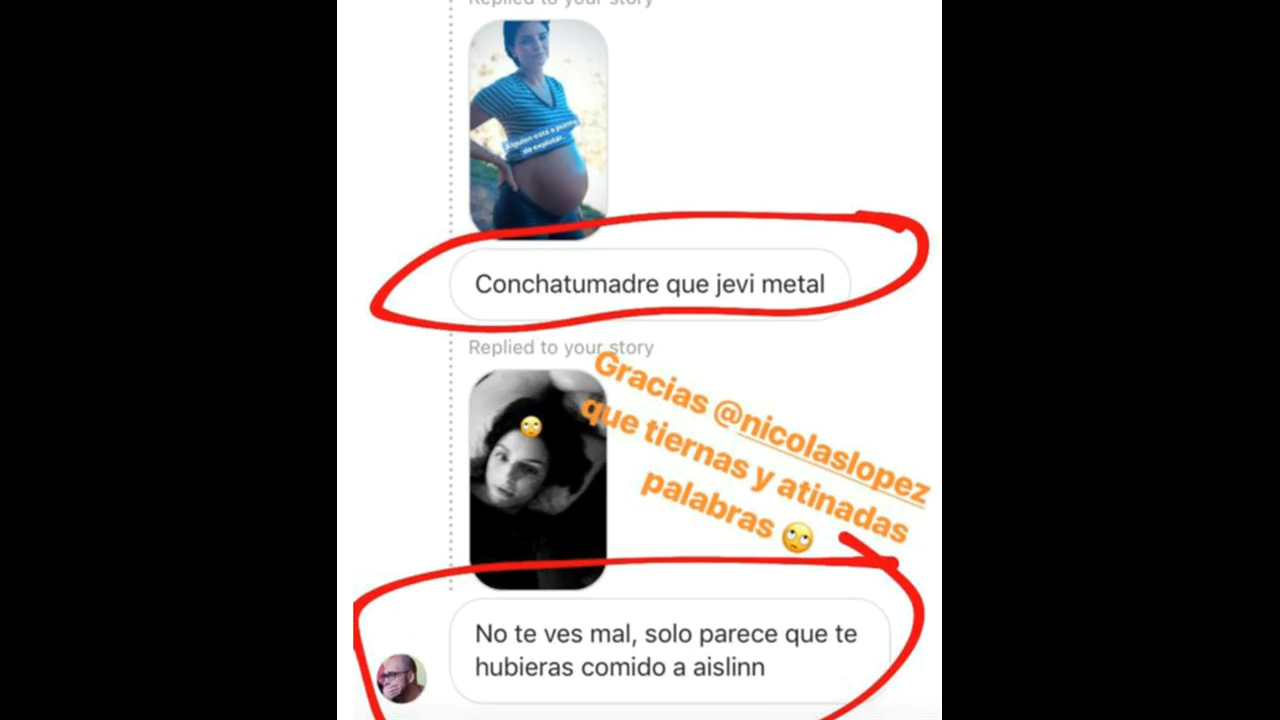 Replied to your story
Alguien está a punto
de explotar...
Conchatumadre que jevi metal
Replied to your story
Gracias @nicolaslopez
que tiernas y atinadas
palabras
No te ves mal, solo parece que te
hubieras comido a aislinn